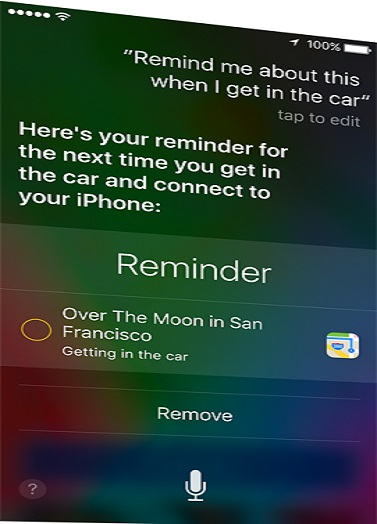 100%
"Remind me about this
when I get in the car"
tap to edit
Here's your reminder for
the next time you get in
the car and connect to
your iPhone:
Reminder
Over The Moon in San
Francisco
Getting in the car
Remove
?